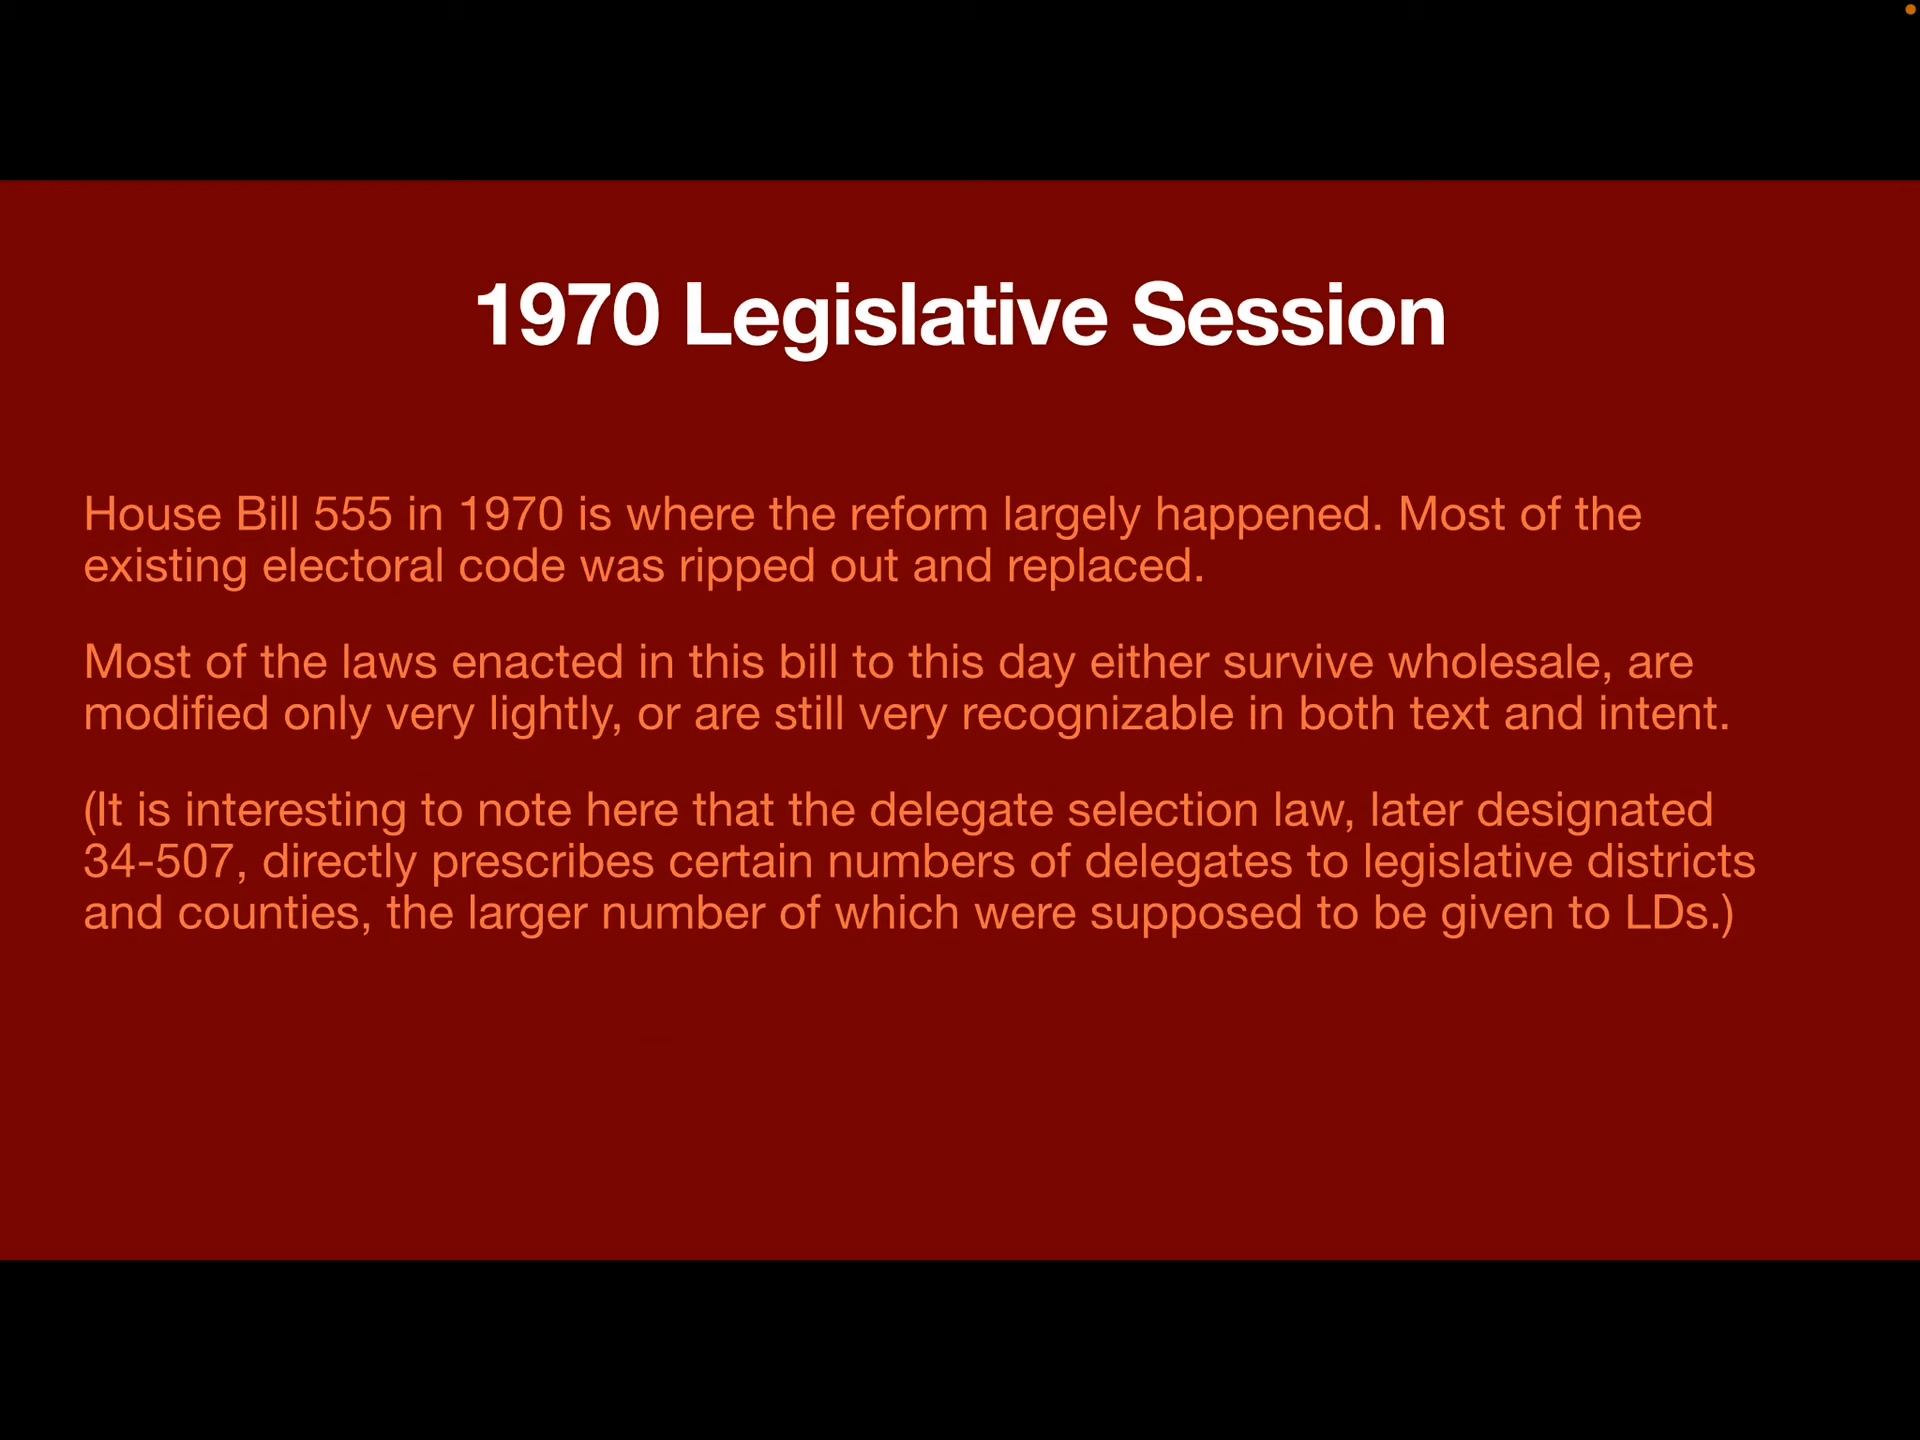 1970 Legislative Session
House Bill 555 in 1970 is where the reform largely happened. Most of the
existing electoral code was ripped out and replaced.
Most of the laws enacted in this bill to this day either survive wholesale, are
modified only very lightly, or are still very recognizable in both text and intent.
(It is interesting to note here that the delegate selection law, later designated
34-507, directly prescribes certain numbers of delegates to legislative districts
and counties, the larger number of which were supposed to be given to LDs.)